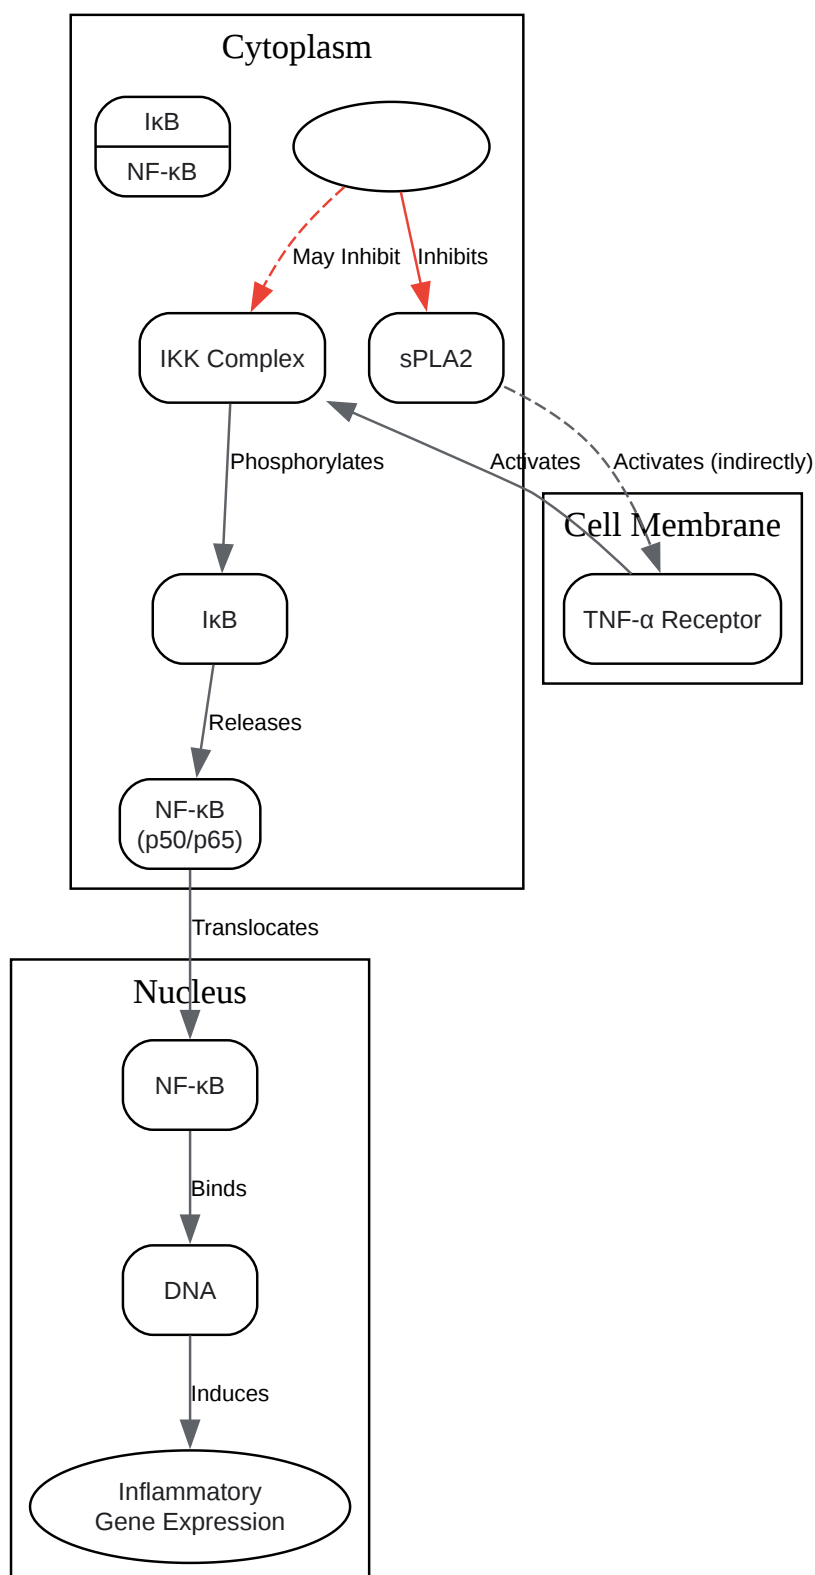 Cytoplasm
IκB
NF-κB
May Inhibit
Inhibits
IKK Complex
sPLA2
Phosphorylates
Activates
Activates (indirectly)
Cell Membrane
IκB
TNF-α Receptor
Releases
NF-κB
(p50/p65)
Translocates
Nucleus
NF-κB
Binds
DNA
Induces
Inflammatory
Gene Expression